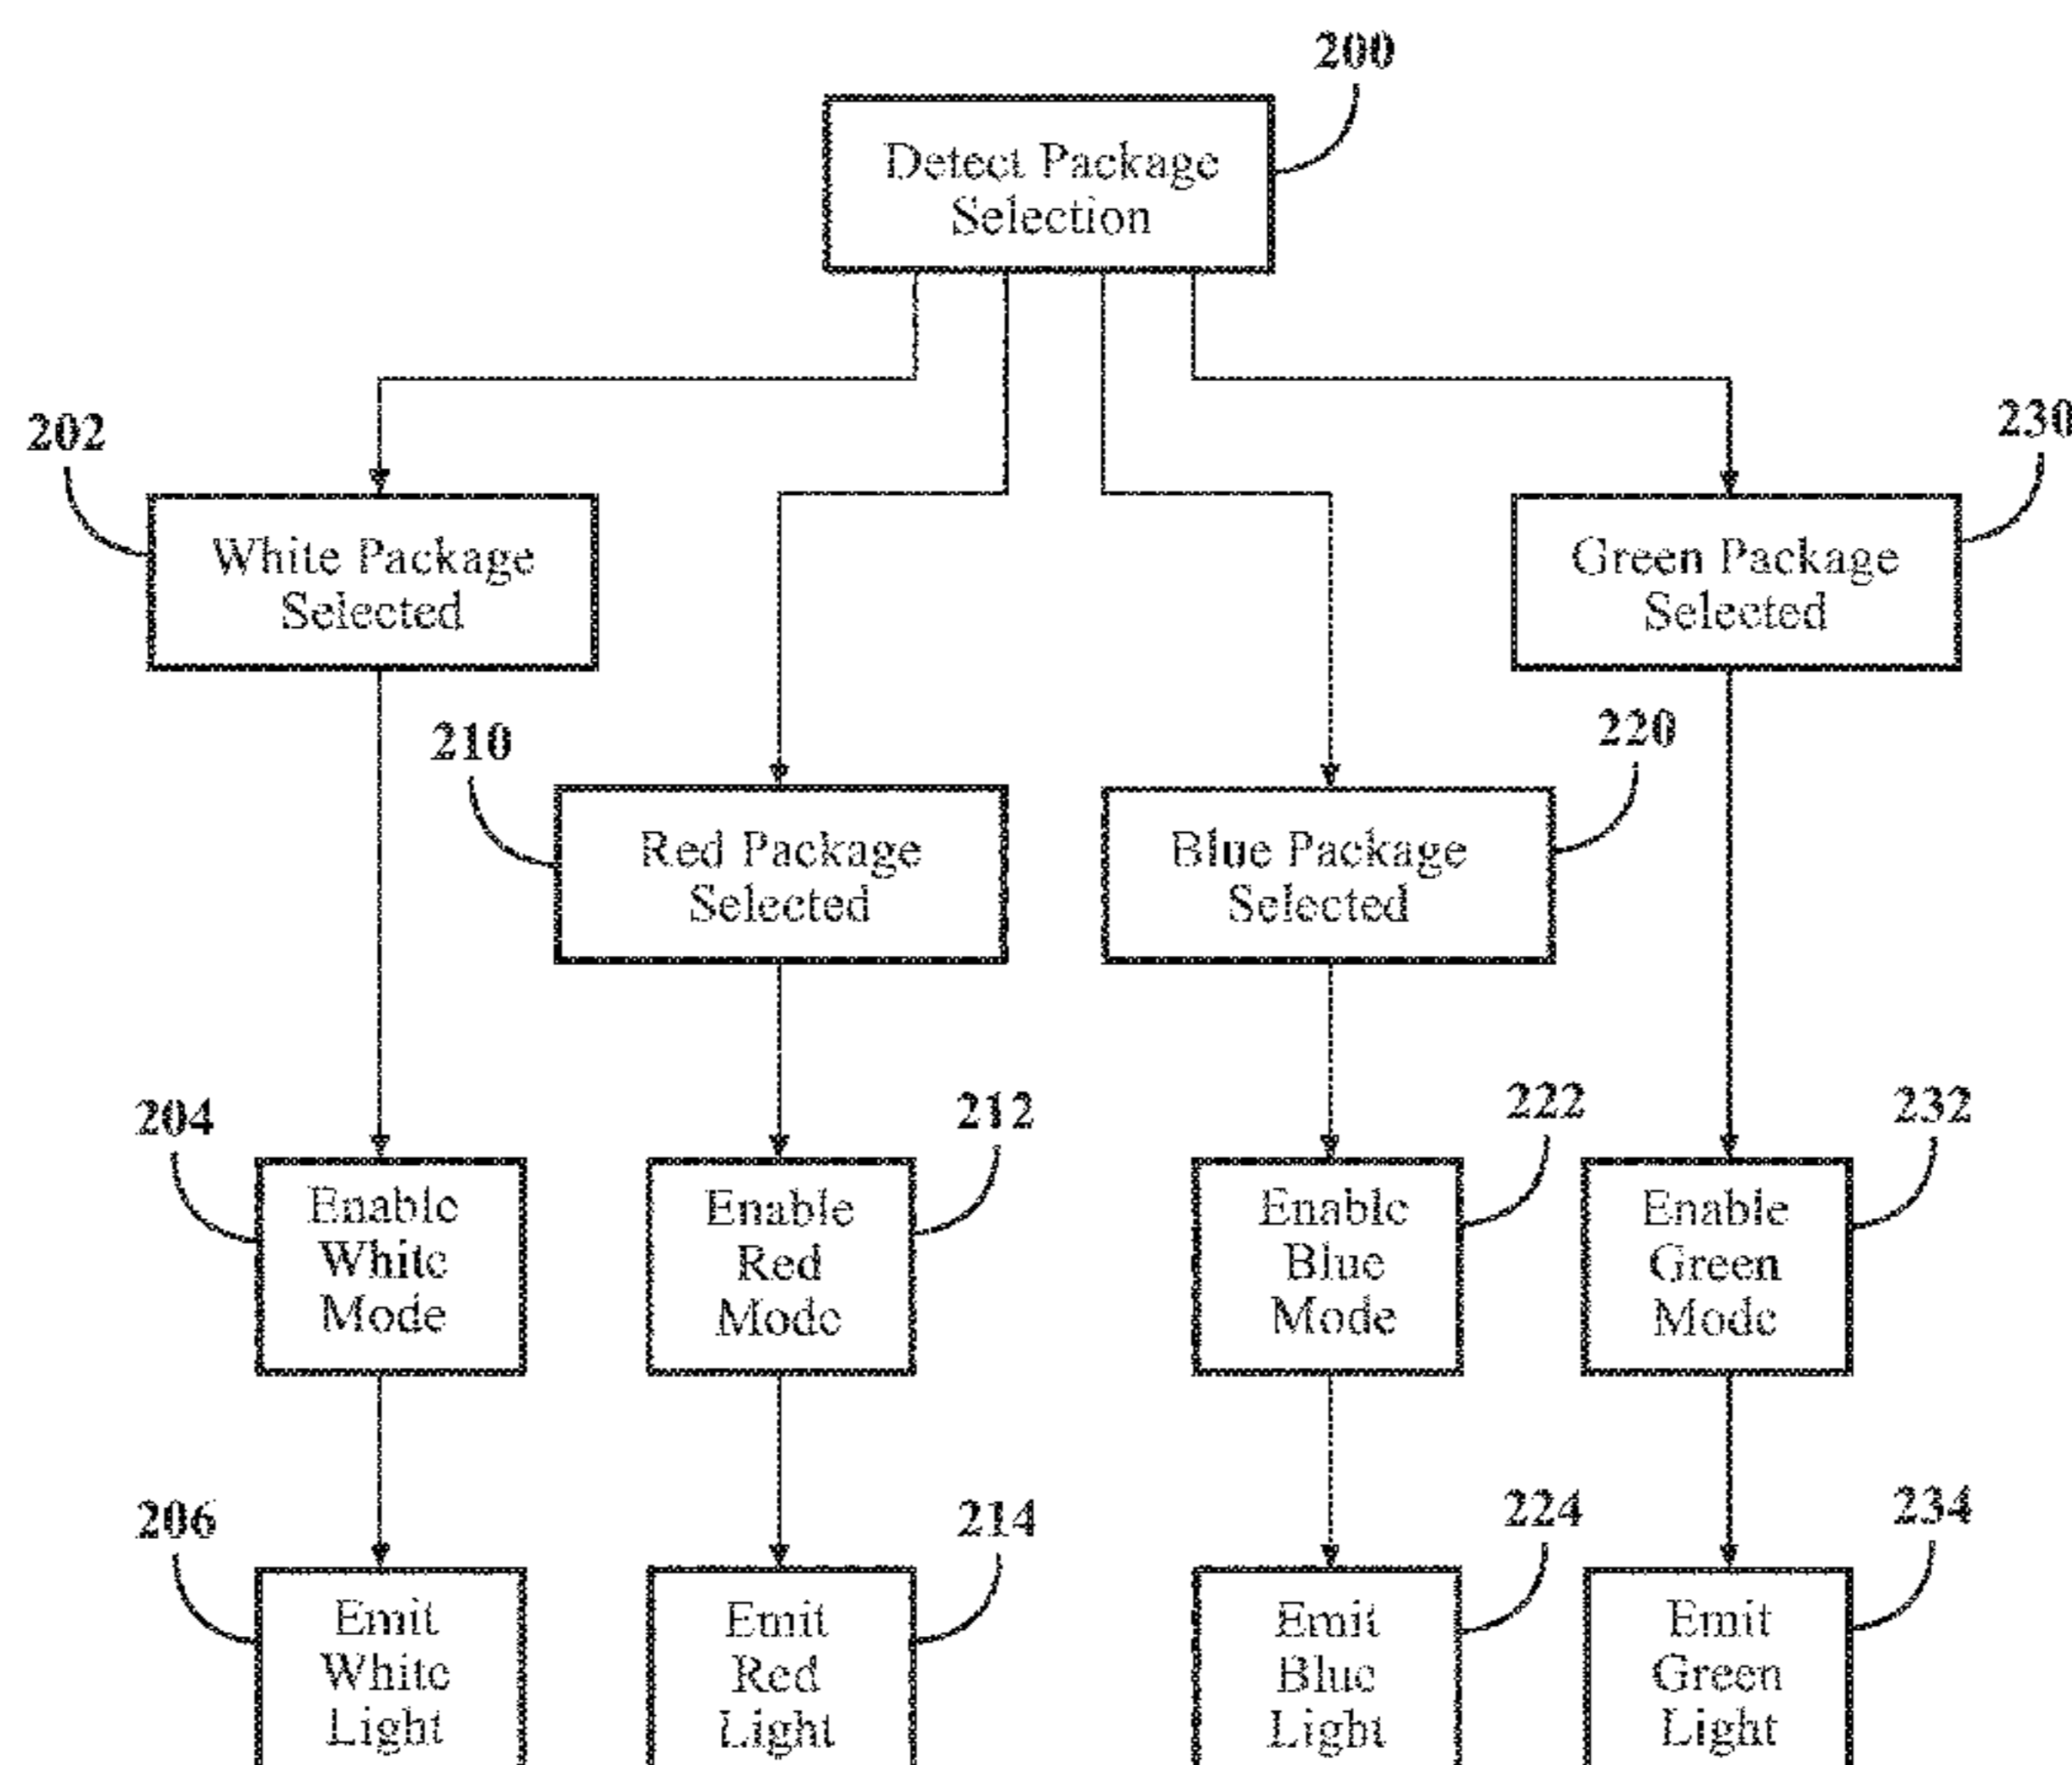 200
Detect Package
Selection
202
230
White Package
Selected
Green Package
Selected
210
220
Red Package
Selected
Blue Package
Selected
204
212
222
232
Enable
White
Mode
Enable
Red
Mode
Enable
Blue
Mode
Enable
Green
Mode
206
214
224
234
Emit
White
Light
Emit
Red
Light
Emit
Blue
Light
Emit
Green
Light